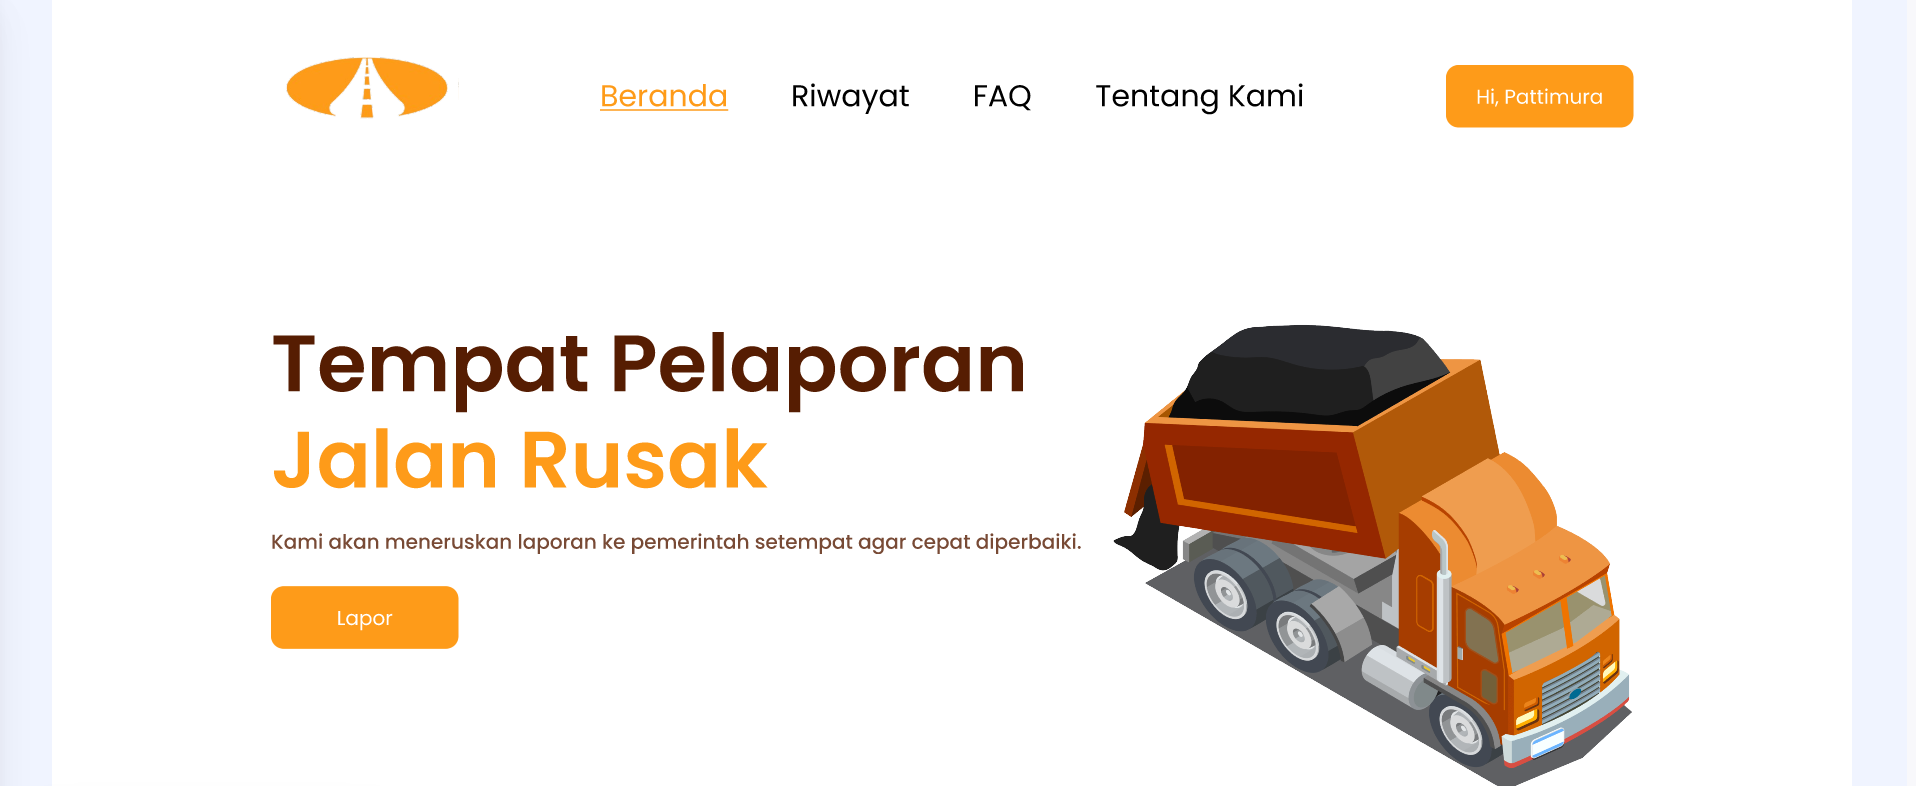 Beranda Riwayat FAQ Tentang Kami Hi, Pattimura
Tempat Pelaporan
Jalan Rusak
Kami akan meneruskan laporan ke pemerintah setempat agar cepat diperbaiki.
Lapor